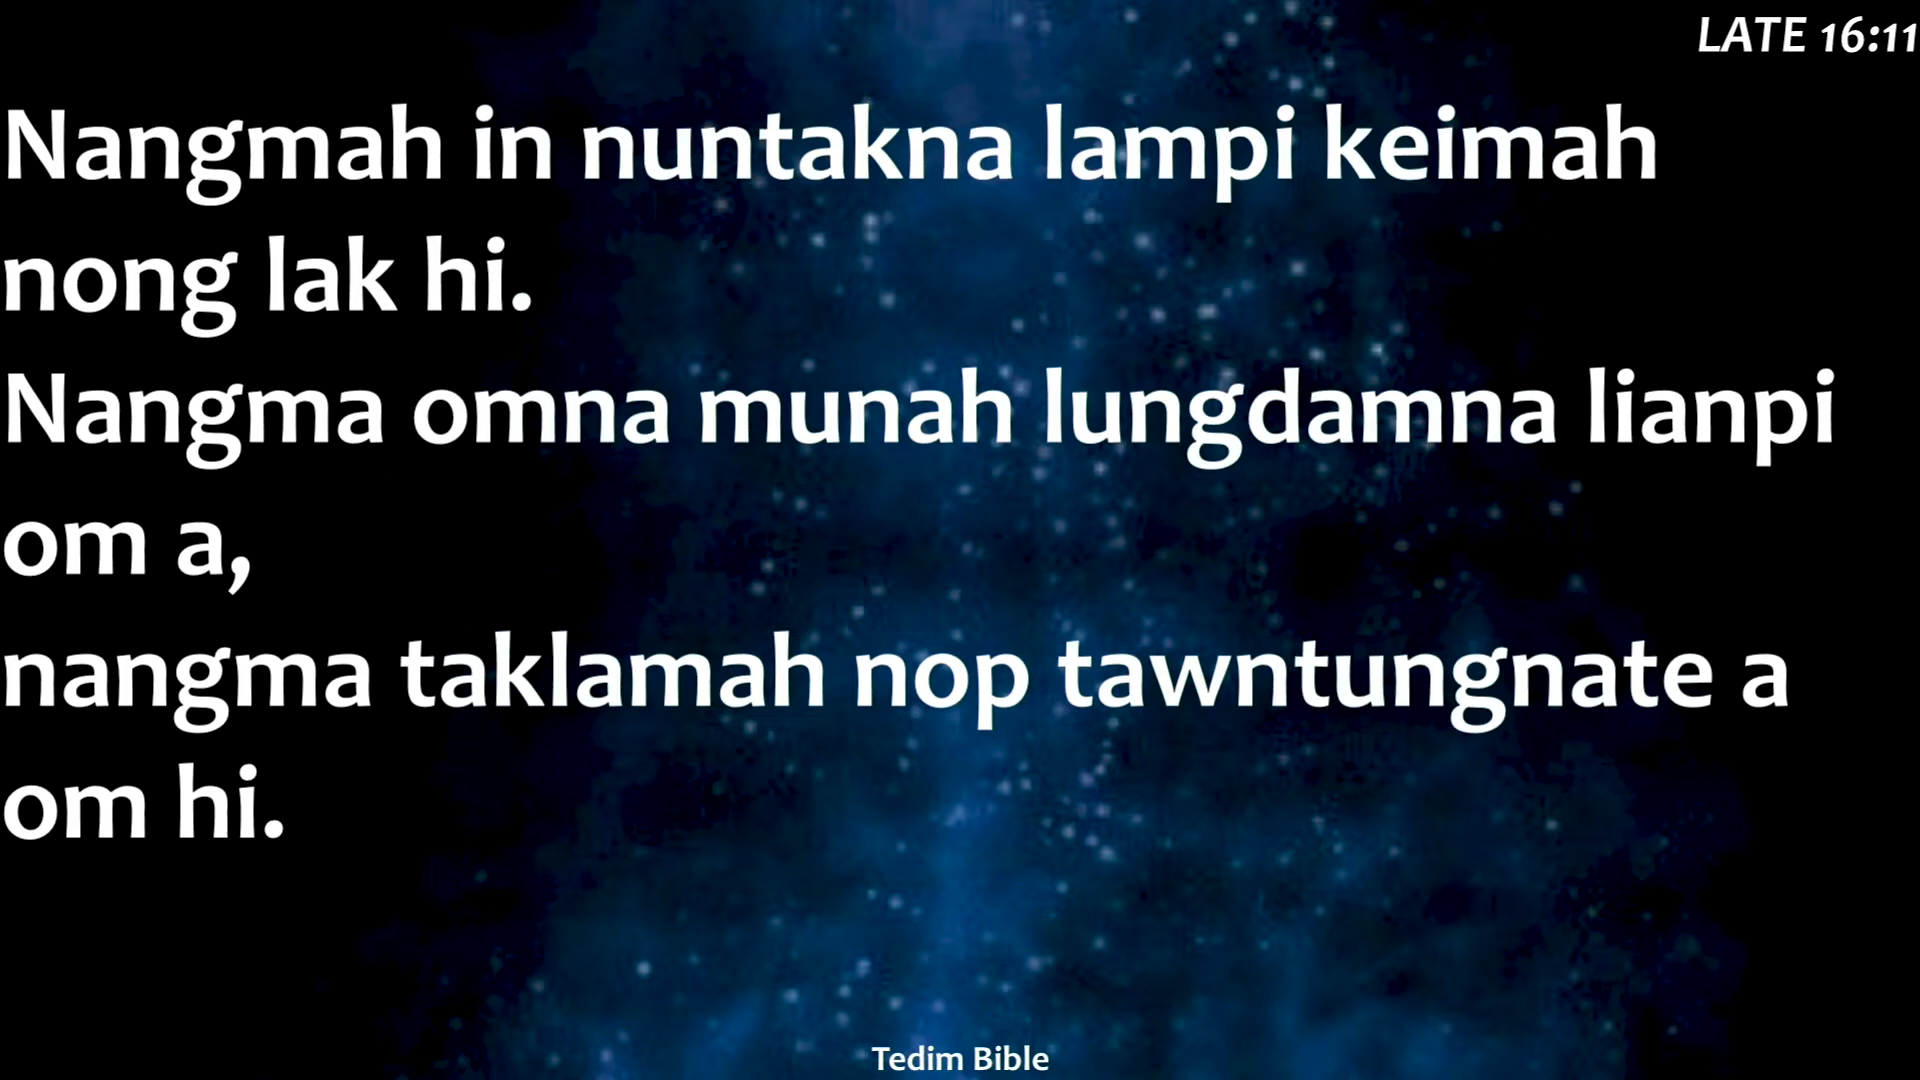 LATE 16:11
Nangmah in nuntakna lampi keimah
nong lak hi.
Nangma omna munah lungdamna lianpi
om a,
nangma taklamah nop tawntungnate a
om hi.
Tedim Bible